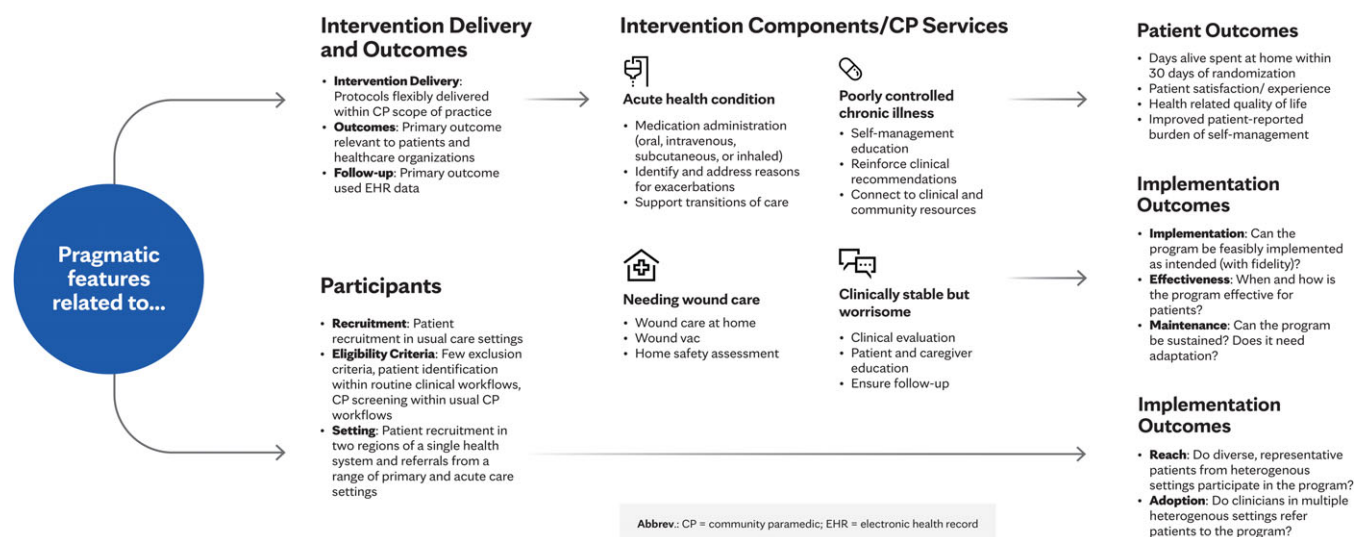 Pragmatic
features
related to...
Intervention Delivery
and Outcomes
• Intervention Delivery:
Protocols flexibly delivered
within CP scope of practice
• Outcomes: Primary outcome
relevant to patients and
healthcare organizations
• Follow-up: Primary outcome
used EHR data
Participants
• Recruitment: Patient
recruitment in usual care settings
• Eligibility Criteria: Few exclusion
criteria, patient identification
within routine clinical workflows,
CP screening within usual CP
workflows
• Setting: Patient recruitment in
two regions of a single health
system and referrals from a
range of primary and acute care
settings
Intervention Components/CP Services
Acute health condition
• Medication administration
(oral, intravenous,
subcutaneous, or inhaled)
• Identify and address reasons
for exacerbations
• Support transitions of care
Poorly controlled
chronic illness
• Self-management
education
• Reinforce clinical
recommendations
• Connect to clinical and
community resources
Needing wound care
• Wound care at home
• Wound vac
• Home safety assessment
Clinically stable but
worrisome
• Clinical evaluation
• Patient and caregiver
education
• Ensure follow-up
Patient Outcomes
• Days alive spent at home within
30 days of randomization
• Patient satisfaction/ experience
• Health related quality of life
• Improved patient-reported
burden of self-management
Implementation
Outcomes
• Implementation: Can the
program be feasibly implemented
as intended (with fidelity)?
• Effectiveness: When and how is
the program effective for
patients?
• Maintenance: Can the program
be sustained? Does it need
adaptation?
Implementation
Outcomes
• Reach: Do diverse, representative
patients from heterogenous
settings participate in the program?
• Adoption: Do clinicians in multiple
heterogenous settings refer
patients to the program?
Abbrev.: CP = community paramedic; EHR = electronic health record